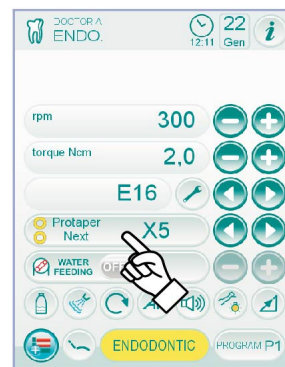 DOCTOR A
ENDO.
12:11
22
Gen
i
rpm
300
torque Ncm
2,0
E16
Protaper
Next
X5
WATER
FEEDING
OFF
ENDODONTIC
PROGRAM P1